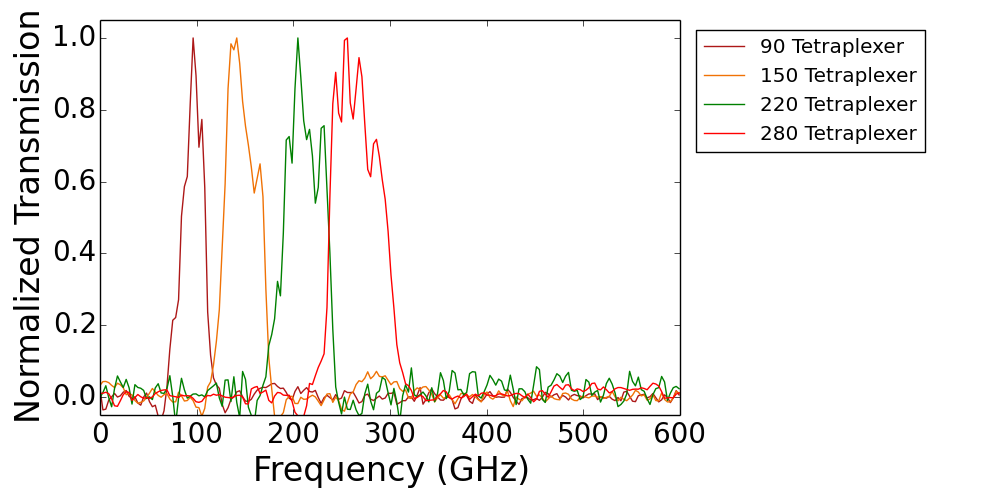 Normalized Transmission
1.0
0.8
0.6
0.4
0.2
0.0
0 100 200 300 400 500 600
Frequency (GHz)
90 Tetraplexer
150 Tetraplexer
220 Tetraplexer
280 Tetraplexer